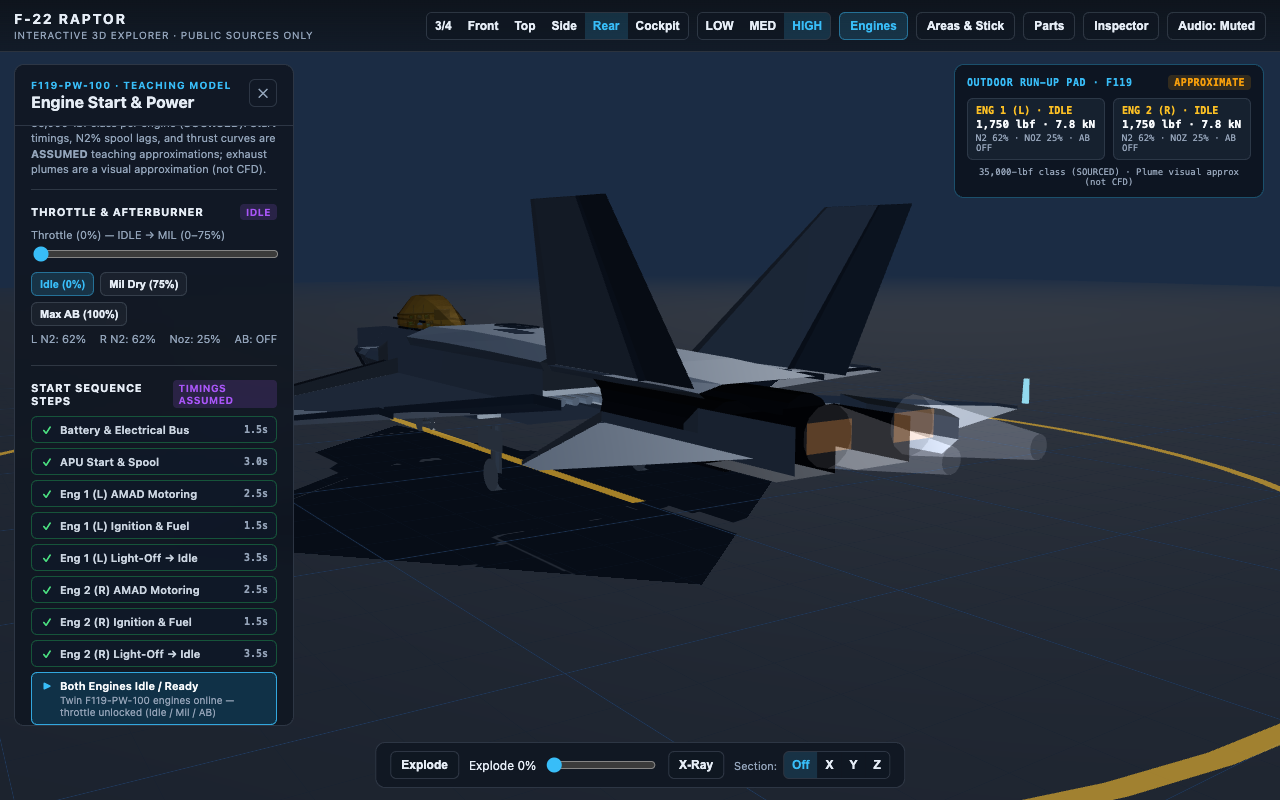 F-22 RAPTOR
INTERACTIVE 3D EXPLORER · PUBLIC SOURCES ONLY
3/4 Front Top Side Rear Cockpit
LOW MED HIGH
Engines
Areas & Stick
Parts
Inspector
Audio: Muted
F119-PW-100 · TEACHING MODEL
Engine Start & Power
timings, N2% spool lags, and thrust curves are
ASSUMED teaching approximations; exhaust
plumes are a visual approximation (not CFD).
THROTTLE & AFTERBURNER IDLE
Throttle (0%) — IDLE → MIL (0–75%)
Idle (0%) Mil Dry (75%)
Max AB (100%)
L N2: 62% R N2: 62% Noz: 25% AB: OFF
START SEQUENCE
STEPS
TIMINGS
ASSUMED
✓ Battery & Electrical Bus 1.5s
✓ APU Start & Spool 3.0s
✓ Eng 1 (L) AMAD Motoring 2.5s
✓ Eng 1 (L) Ignition & Fuel 1.5s
✓ Eng 1 (L) Light-Off → Idle 3.5s
✓ Eng 2 (R) AMAD Motoring 2.5s
✓ Eng 2 (R) Ignition & Fuel 1.5s
✓ Eng 2 (R) Light-Off → Idle 3.5s
▶ Both Engines Idle / Ready
Twin F119-PW-100 engines online —
throttle unlocked (Idle / Mil / AB)
OUTDOOR RUN-UP PAD · F119 APPROXIMATE
ENG 1 (L) · IDLE
1,750 lbf · 7.8 kN
N2 62% · NOZ 25% · AB
OFF
ENG 2 (R) · IDLE
1,750 lbf · 7.8 kN
N2 62% · NOZ 25% · AB
OFF
35,000-lbf class (SOURCED) · Plume visual approx
(not CFD)
Explode Explode 0% X-Ray Section: Off X Y Z